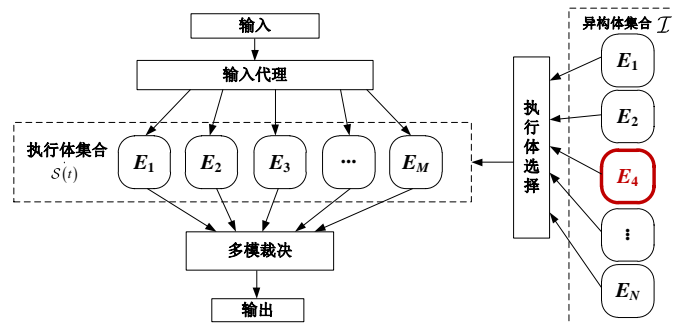 输入
输入代理
执行体集合
S(t)
E1
E2
E3
...
EM
多模裁决
输出
执行体选择
异构体集合 I
E1
E2
E4
⋮
EN